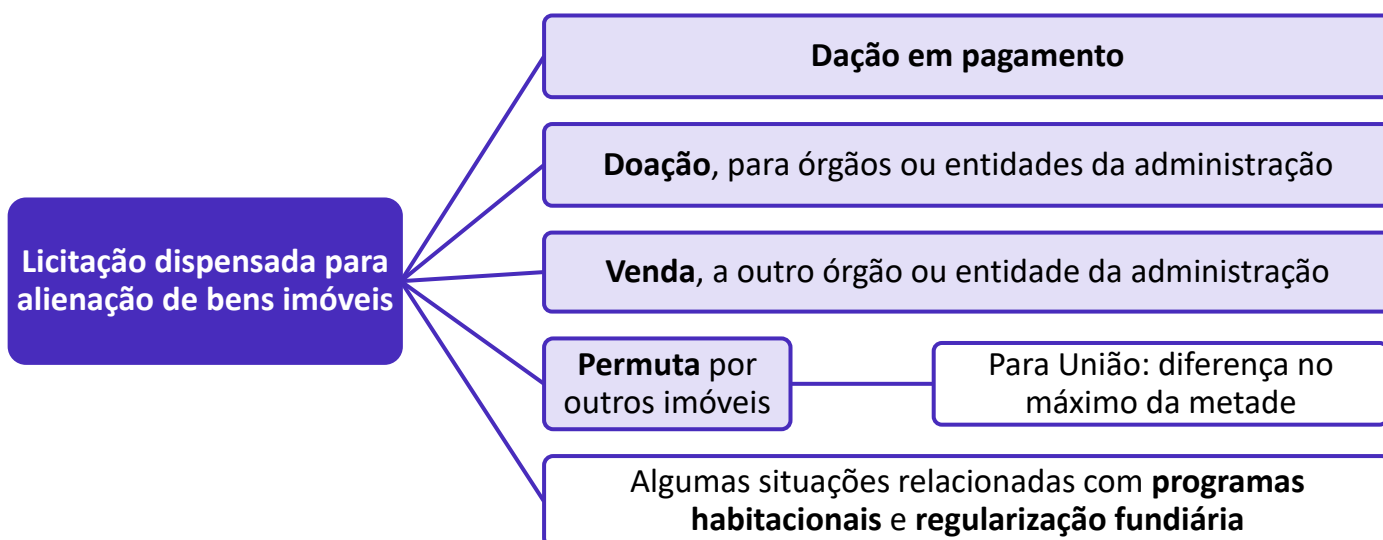 Dação em pagamento
Doação, para órgãos ou entidades da administração
Licitação dispensada para
alienação de bens imóveis
Venda, a outro órgão ou entidade da administração
Permuta por
outros imóveis
Para União: diferença no
máximo da metade
Algumas situações relacionadas com programas
habitacionais e regularização fundiária